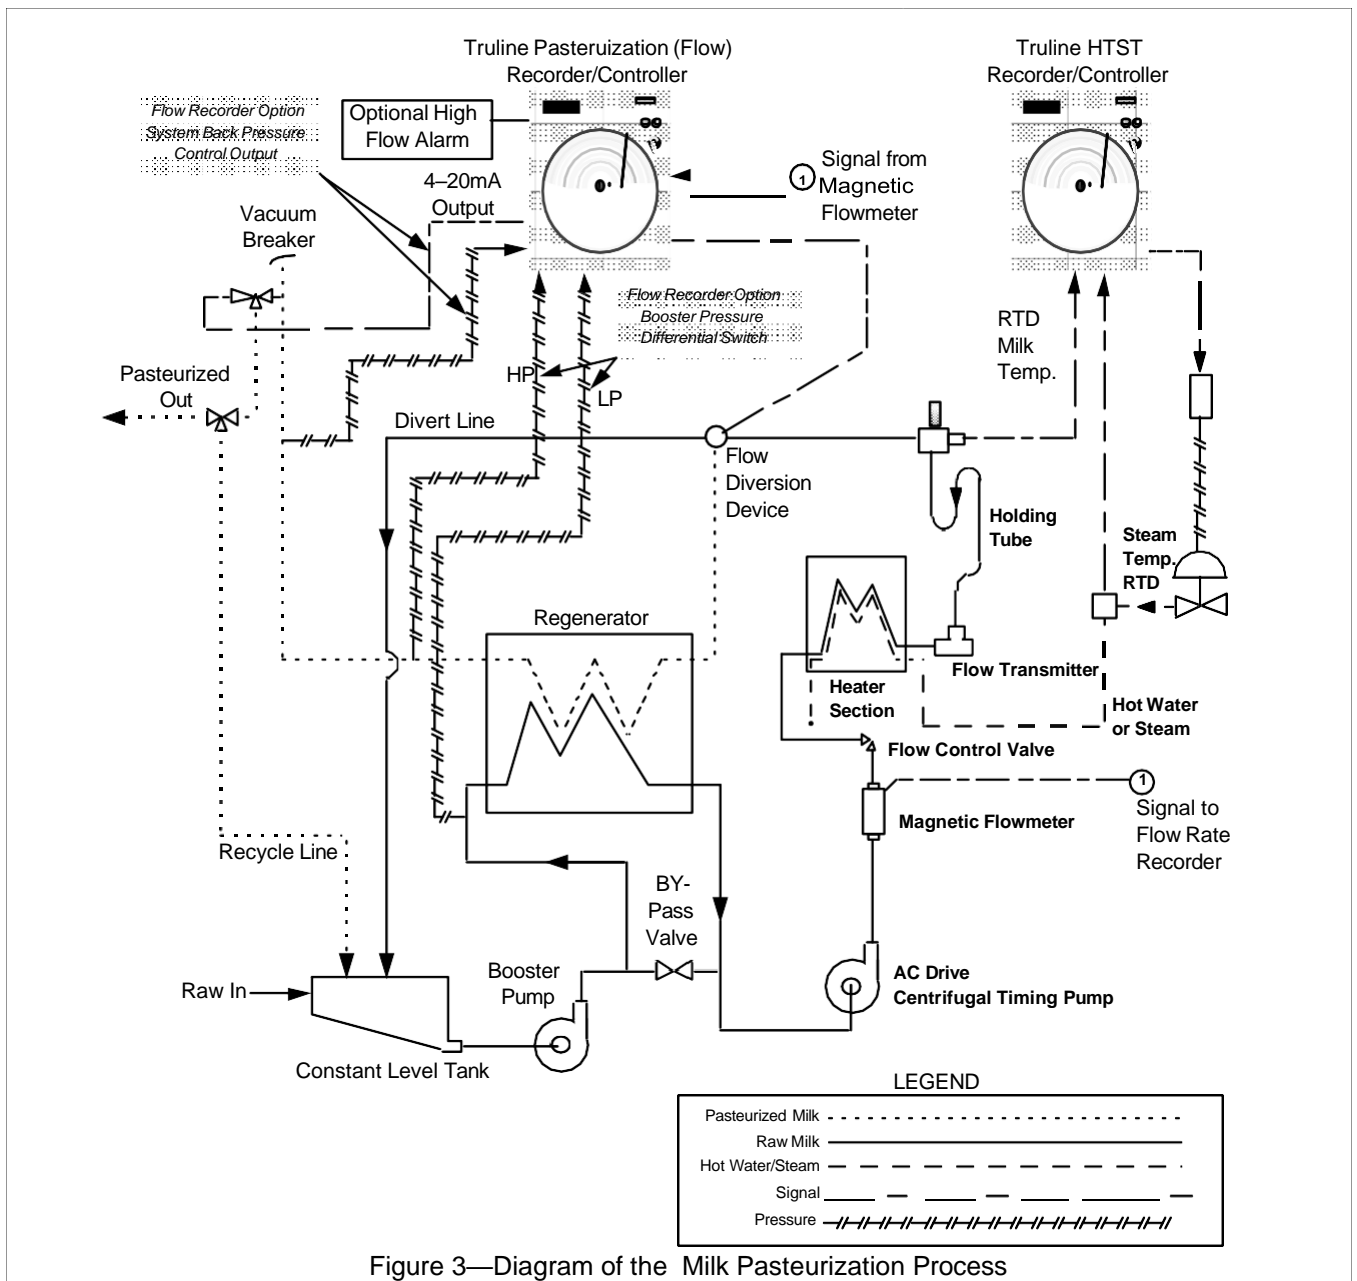 Truline Pasteruization (Flow)
Recorder/Controller
Truline HTST
Recorder/Controller
Flow Recorder Option
System Back Pressure
Control Output
Optional High
Flow Alarm
4–20mA
Output
1
Signal from
Magnetic
Flowmeter
Vacuum
Breaker
Flow Recorder Option
Booster Pressure
Differential Switch
RTD
Milk
Temp.
HP
LP
Pasteurized
Out
Divert Line
Flow
Diversion
Device
Holding
Tube
Steam
Temp.
RTD
Regenerator
Flow Transmitter
Heater
Section
Hot Water
or Steam
Flow Control Valve
1
Magnetic Flowmeter
Signal to
Flow Rate
Recorder
Recycle Line
BY-
Pass
Valve
Booster
Pump
AC Drive
Centrifugal Timing Pump
Raw In
Constant Level Tank
LEGEND
Pasteurized Milk
Raw Milk
Hot Water/Steam
Signal
Pressure
Figure 3—Diagram of the Milk Pasteurization Process